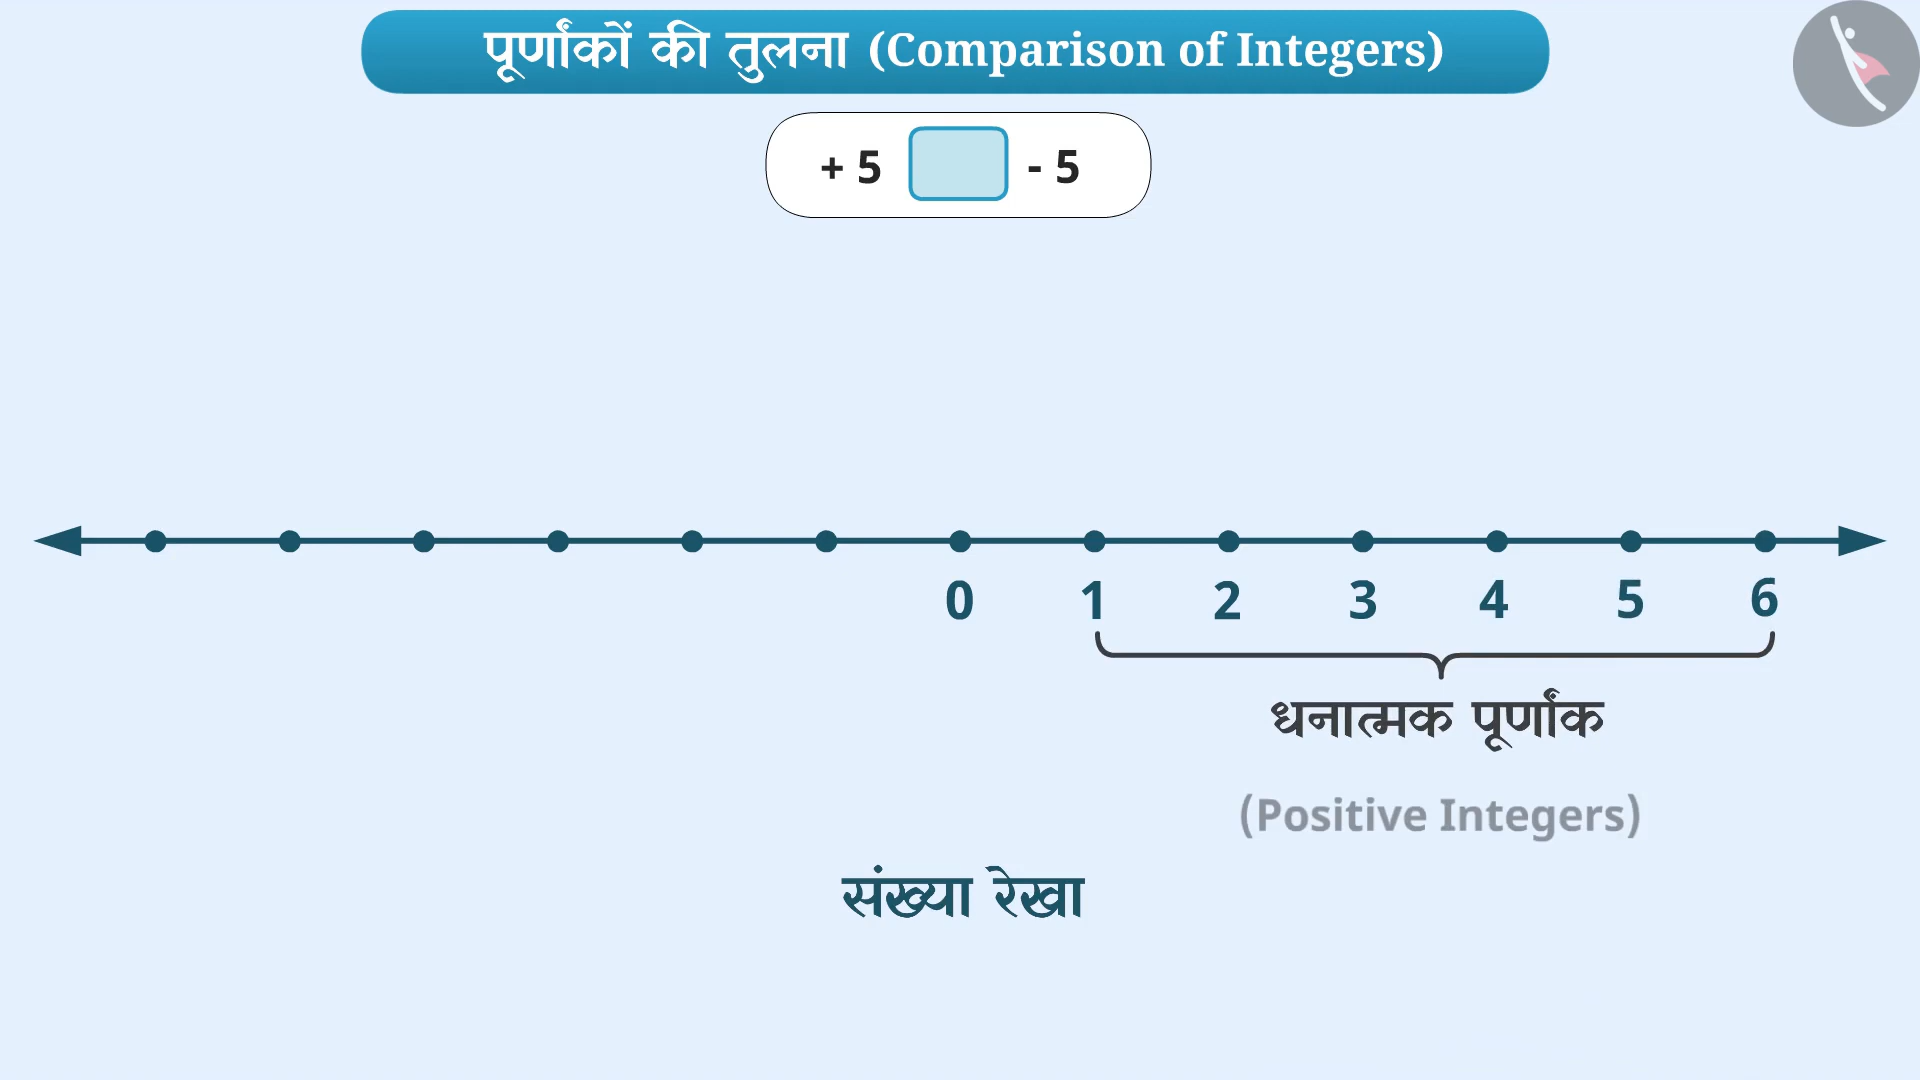 पूर्णांकों की तुलना (Comparison of Integers)
+ 5 - 5
0 1 2 3 4 5 6
धनात्मक पूर्णांक
(Positive Integers)
संख्या रेखा